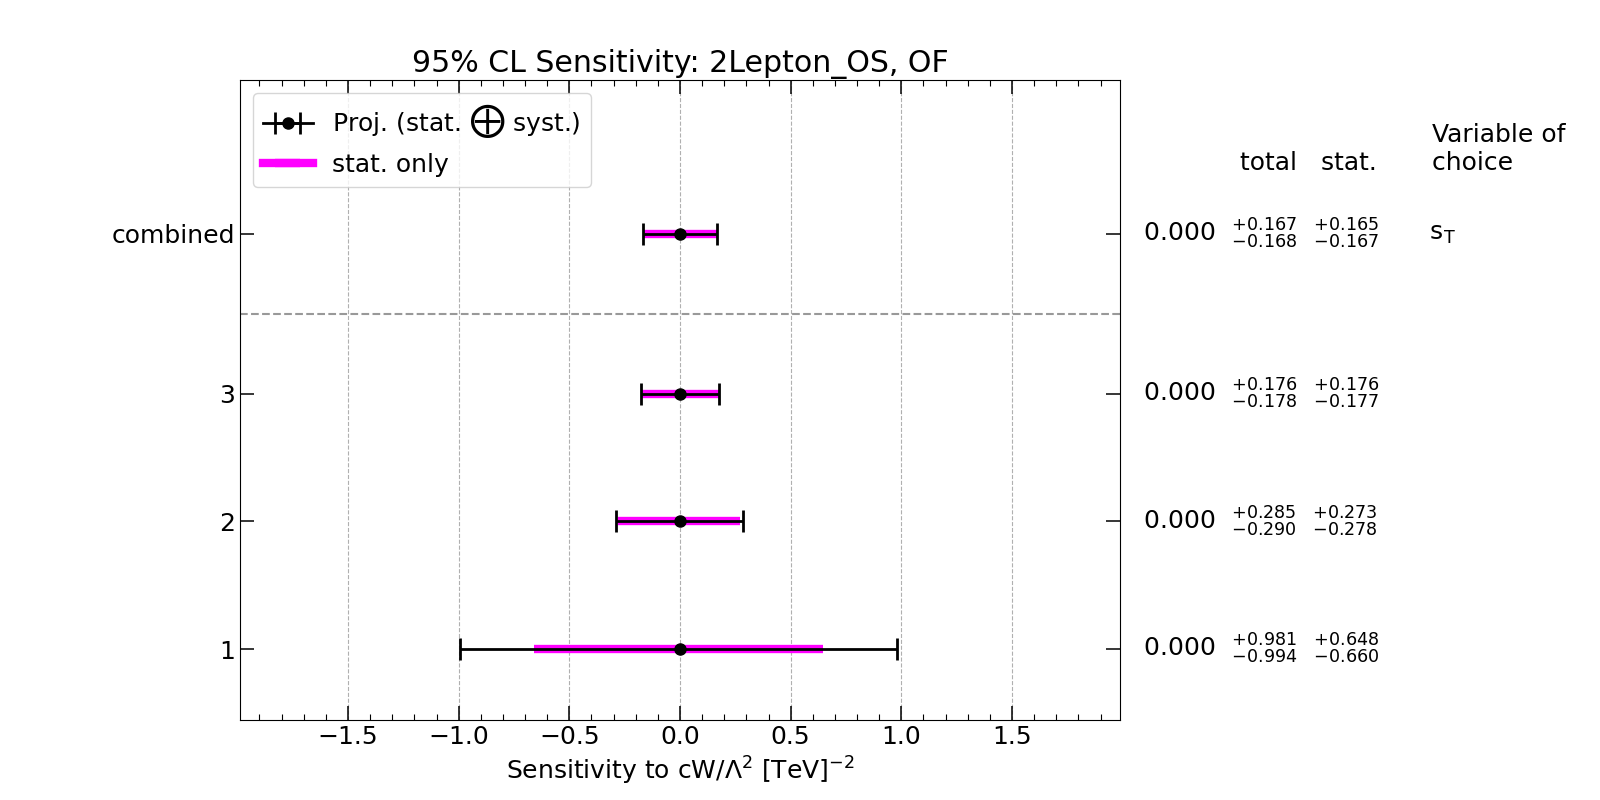 95% CL Sensitivity: 2Lepton_OS, OF
Proj. (stat. ⊕ syst.)
stat. only
total stat. Variable of
choice
combined 0.000 +0.167 −0.168 +0.165 −0.167 s_T
3 0.000 +0.176 −0.178 +0.176 −0.177
2 0.000 +0.285 −0.290 +0.273 −0.278
1 0.000 +0.981 −0.994 +0.648 −0.660
−1.5 −1.0 −0.5 0.0 0.5 1.0 1.5
Sensitivity to cW/Λ² [TeV]⁻²